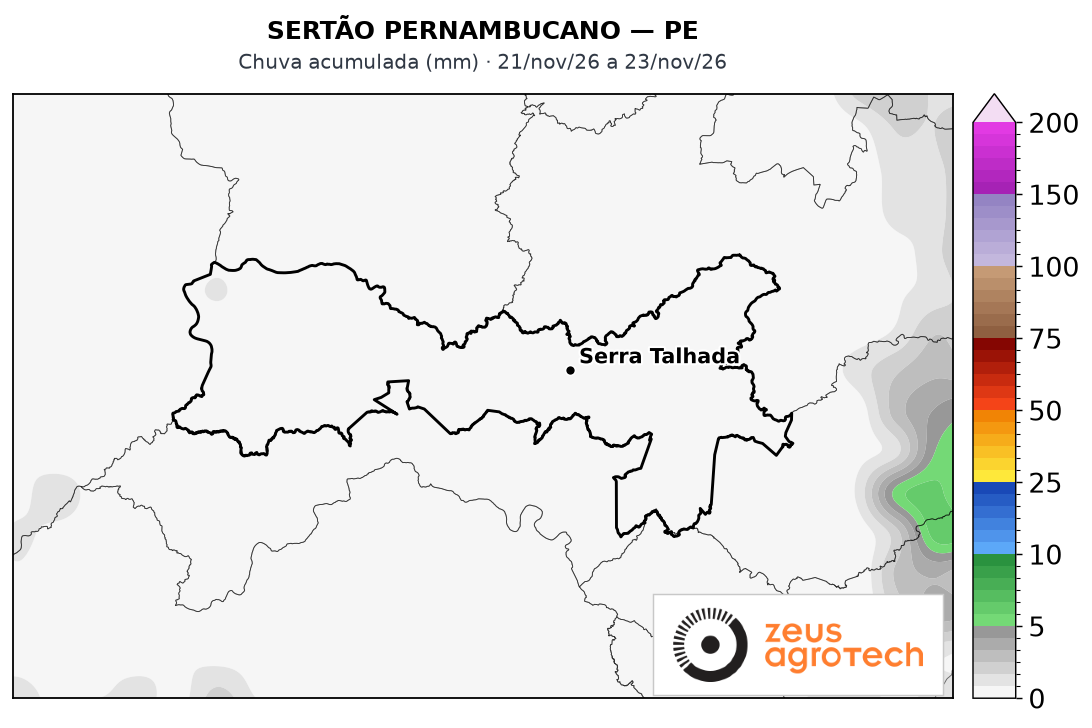 SERTÃO PERNAMBUCANO — PE
Chuva acumulada (mm) · 21/nov/26 a 23/nov/26
200
150
100
75
50
25
10
5
0
Serra Talhada
zeus
agrotech